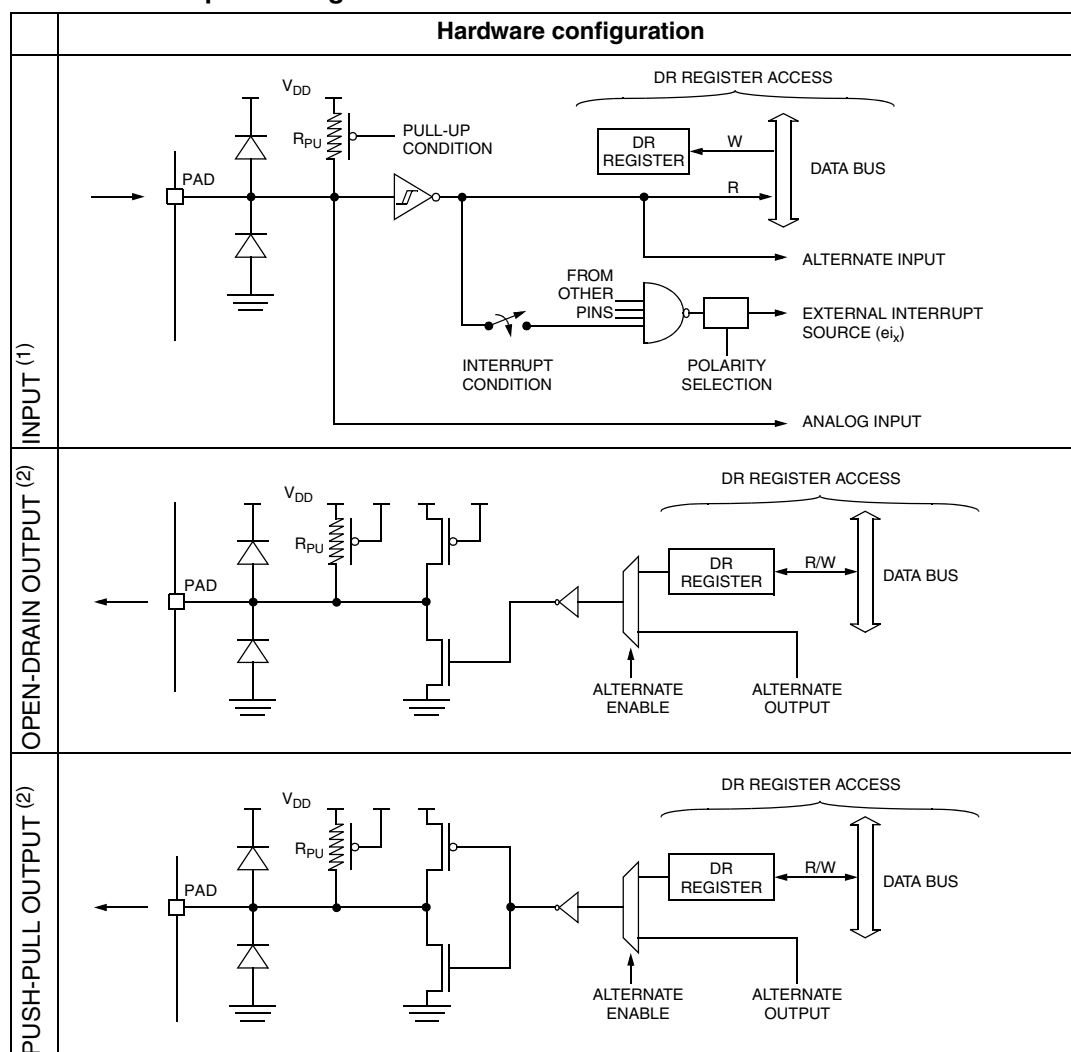 Hardware configuration
INPUT (1)
DR REGISTER ACCESS
VDD
RPU
PULL-UP
CONDITION
DR
REGISTER
W
DATA BUS
PAD
R
ALTERNATE INPUT
FROM
OTHER
PINS
EXTERNAL INTERRUPT
SOURCE (eix)
INTERRUPT
CONDITION
POLARITY
SELECTION
ANALOG INPUT
OPEN-DRAIN OUTPUT (2)
DR REGISTER ACCESS
VDD
RPU
DR
REGISTER
R/W
DATA BUS
PAD
ALTERNATE
ENABLE
ALTERNATE
OUTPUT
PUSH-PULL OUTPUT (2)
DR REGISTER ACCESS
VDD
RPU
DR
REGISTER
R/W
DATA BUS
PAD
ALTERNATE
ENABLE
ALTERNATE
OUTPUT